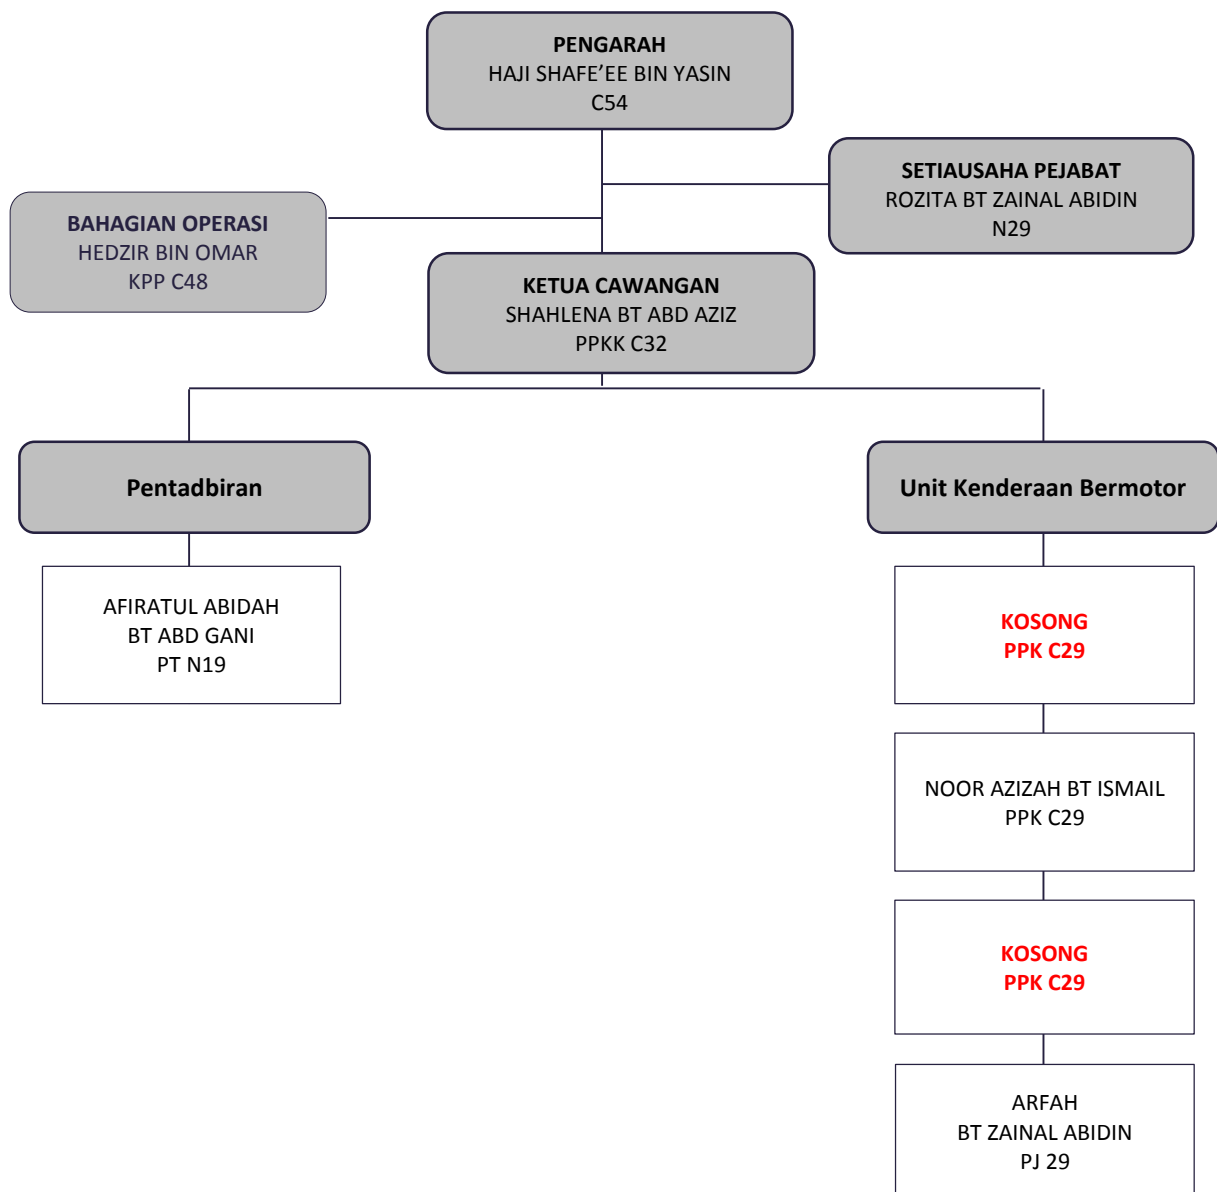 PENGARAH
HAJI SHAFE’EE BIN YASIN
C54
SETIAUSAHA PEJABAT
ROZITA BT ZAINAL ABIDIN
N29
BAHAGIAN OPERASI
HEDZIR BIN OMAR
KPP C48
KETUA CAWANGAN
SHAHLENA BT ABD AZIZ
PPKK C32
Pentadbiran
Unit Kenderaan Bermotor
AFIRATUL ABIDAH
BT ABD GANI
PT N19
KOSONG
PPK C29
NOOR AZIZAH BT ISMAIL
PPK C29
KOSONG
PPK C29
ARFAH
BT ZAINAL ABIDIN
PJ 29